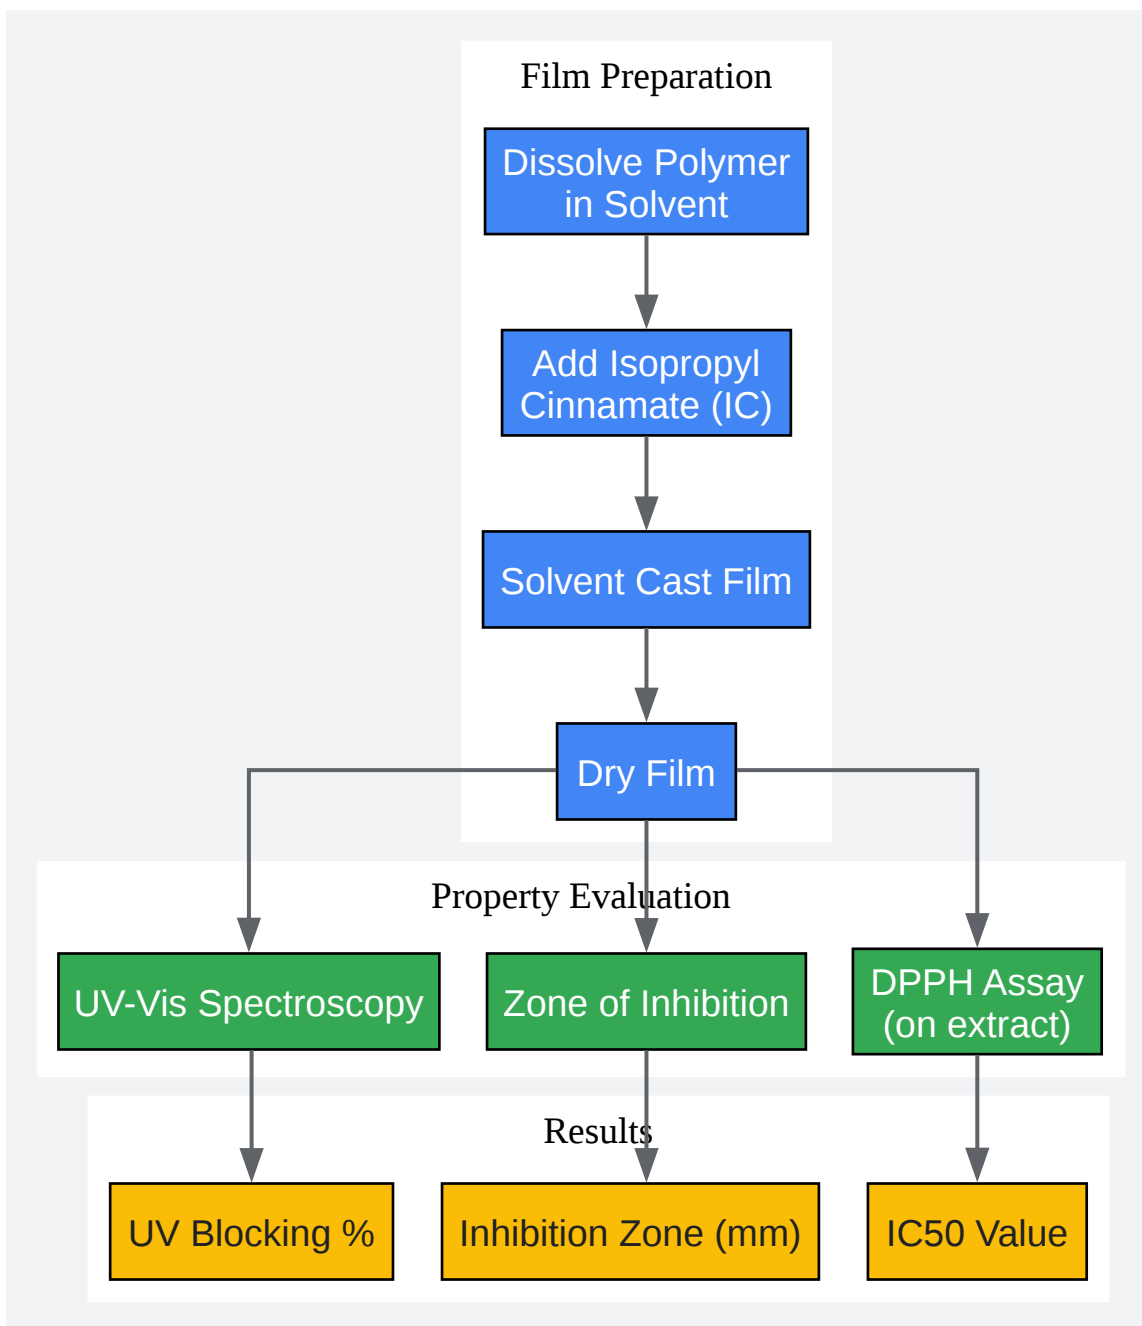 Film Preparation
Dissolve Polymer
in Solvent
Add Isopropyl
Cinnamate (IC)
Solvent Cast Film
Dry Film
Property Evaluation
UV-Vis Spectroscopy
Zone of Inhibition
DPPH Assay
(on extract)
Results
UV Blocking %
Inhibition Zone (mm)
IC50 Value